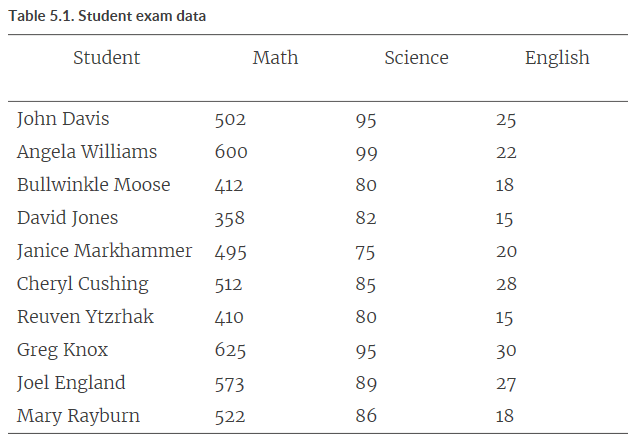 Table 5.1. Student exam data
Student Math Science English
John Davis 502 95 25
Angela Williams 600 99 22
Bullwinkle Moose 412 80 18
David Jones 358 82 15
Janice Markhammer 495 75 20
Cheryl Cushing 512 85 28
Reuven Ytzrhak 410 80 15
Greg Knox 625 95 30
Joel England 573 89 27
Mary Rayburn 522 86 18